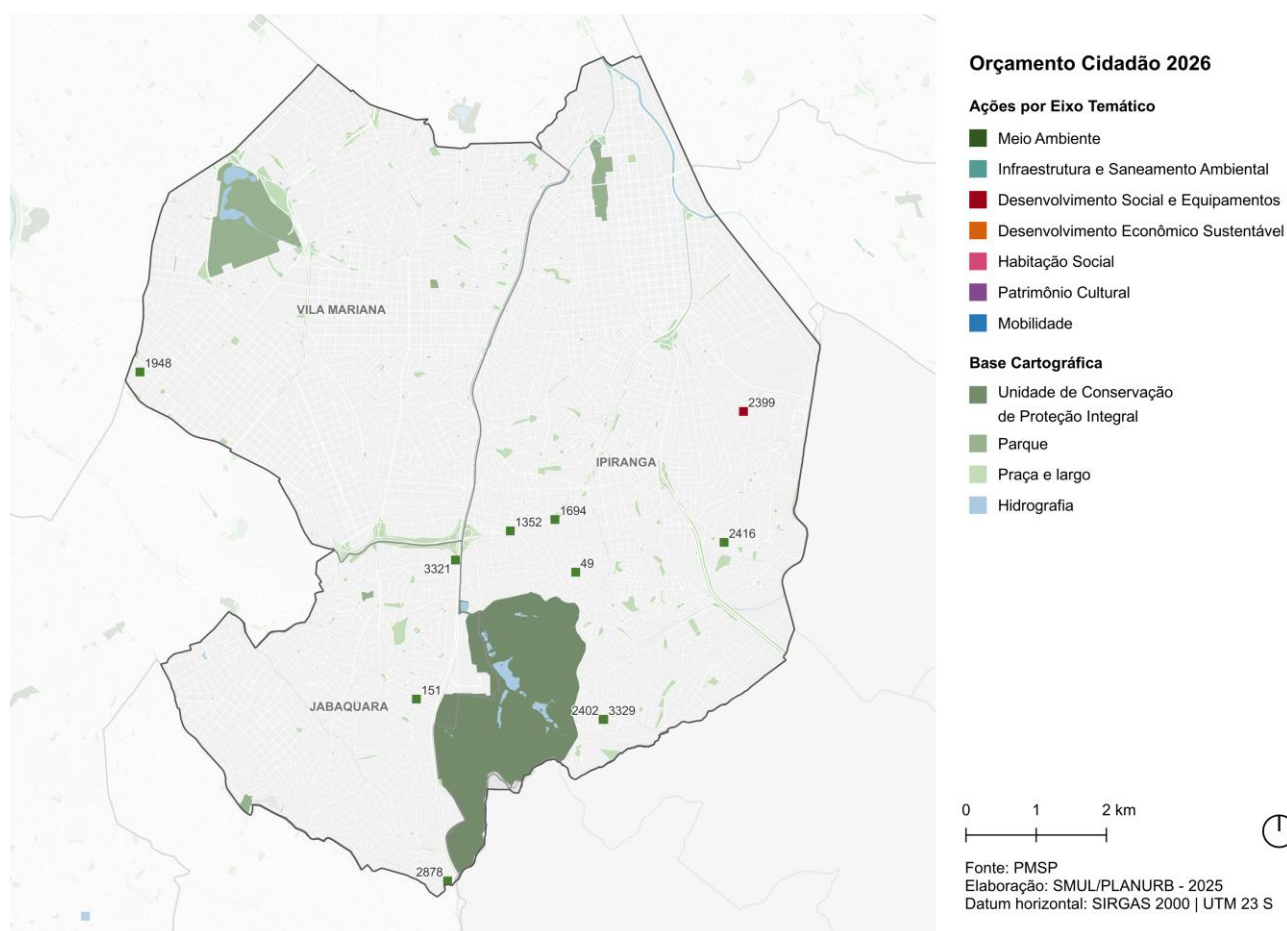 Orçamento Cidadão 2026
Ações por Eixo Temático
Meio Ambiente
Infraestrutura e Saneamento Ambiental
Desenvolvimento Social e Equipamentos
Desenvolvimento Econômico Sustentável
Habitação Social
Patrimônio Cultural
Mobilidade
Base Cartográfica
Unidade de Conservação
de Proteção Integral
Parque
Praça e largo
Hidrografia
VILA MARIANA
1948
2399
IPIRANGA
1694
1352
2416
3321
49
151
JABAQUARA
2402 3329
2878
0 1 2 km
Fonte: PMSP
Elaboração: SMUL/PLANURB - 2025
Datum horizontal: SIRGAS 2000 | UTM 23 S